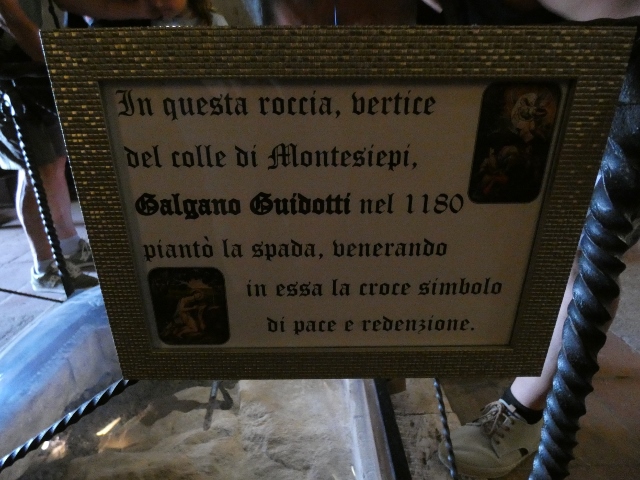 In questa roccia, vertice
del colle di Montesiepi,
Galgano Guidotti nel 1180
piantò la spada, venerando
in essa la croce simbolo
di pace e redenzione.